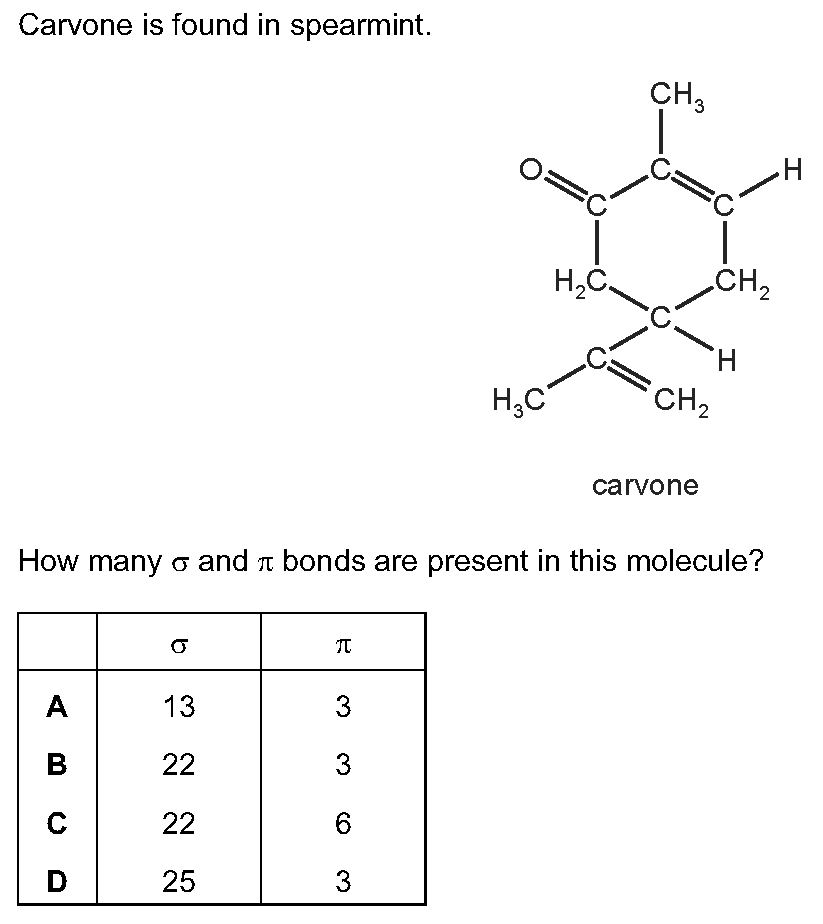 Carvone is found in spearmint.
CH3
O C H
C C
H2C CH2
C
C H
H3C CH2
carvone
How many σ and π bonds are present in this molecule?
σ π
A 13 3
B 22 3
C 22 6
D 25 3